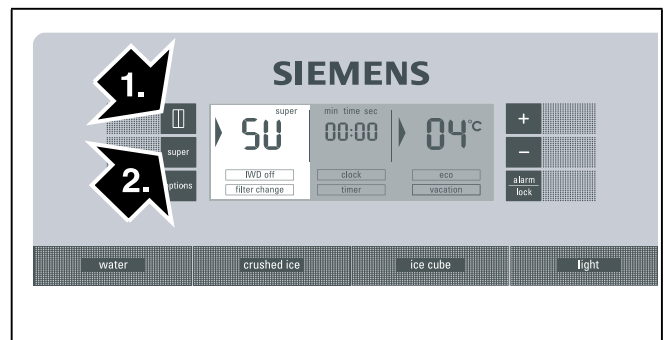 1.
SIEMENS
super
min time sec
SU
00:00
04°C
+
super
−
2.
ptions
IWD off
clock
eco
alarm
lock
filter change
timer
vacation
water
crushed ice
ice cube
light